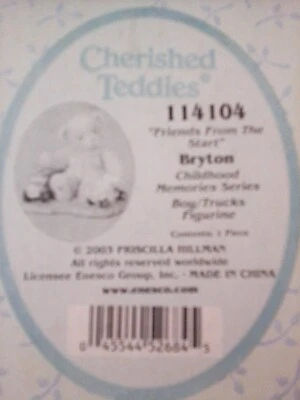 Cherished
Teddies®
114104
"Friends From The
Start"
Bryton
Childhood
Memories Series
Boy/Trucks
Figurine
Contents: 1 Piece
© 2003 PRISCILLA HILLMAN
All rights reserved worldwide
Licensee Enesco Group, Inc. - MADE IN CHINA
www.enesco.com
0 45544 52684 5